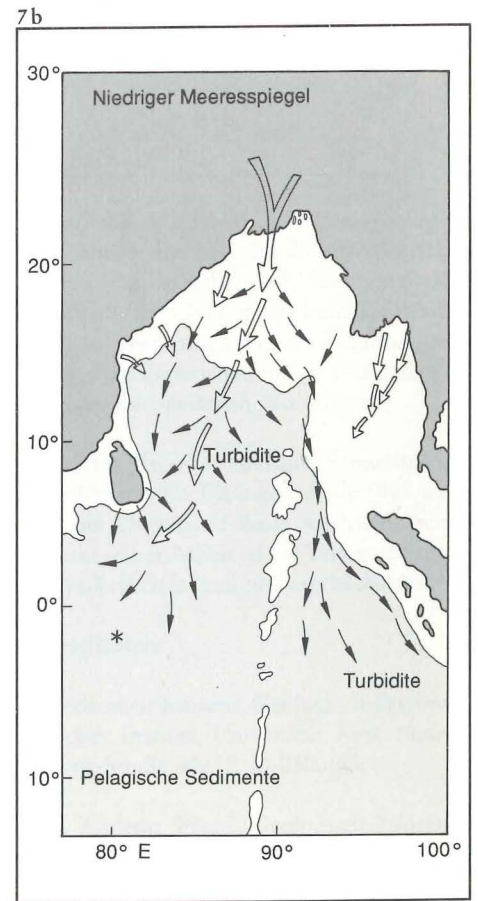 7b
30°
Niedriger Meeresspiegel
20°
10°
Turbidite
0°
*
Turbidite
10°
Pelagische Sedimente
80° E
90°
100°